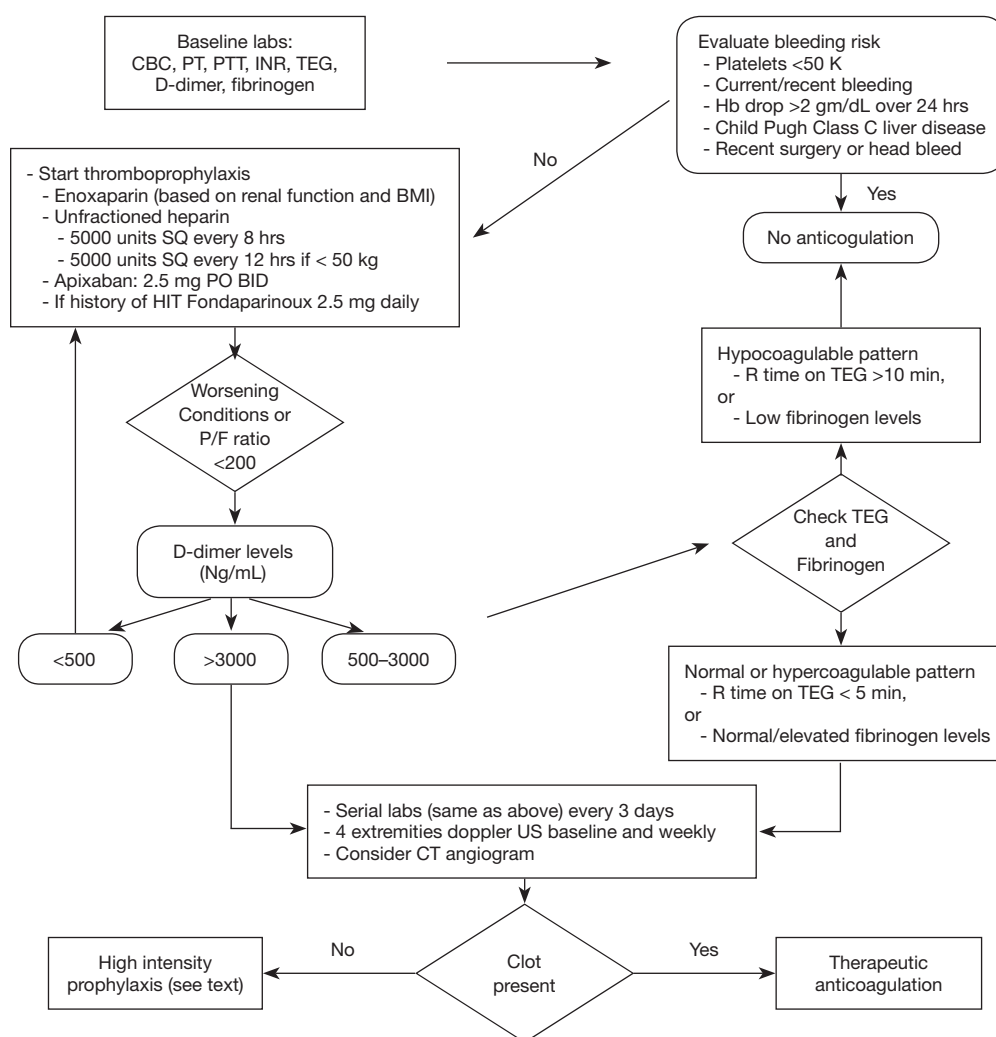 Baseline labs:
CBC, PT, PTT, INR, TEG,
D-dimer, fibrinogen
Evaluate bleeding risk
- Platelets <50 K
- Current/recent bleeding
- Hb drop >2 gm/dL over 24 hrs
- Child Pugh Class C liver disease
- Recent surgery or head bleed
No
Yes
No anticogulation
- Start thromboprophylaxis
- Enoxaparin (based on renal function and BMI)
- Unfractioned heparin
- 5000 units SQ every 8 hrs
- 5000 units SQ every 12 hrs if < 50 kg
- Apixaban: 2.5 mg PO BID
- If history of HIT Fondaparinoux 2.5 mg daily
Hypocoagulable pattern
- R time on TEG >10 min,
or
- Low fibrinogen levels
Worsening
Conditions or
P/F ratio
<200
Check TEG
and
Fibrinogen
D-dimer levels
(Ng/mL)
<500
>3000
500–3000
Normal or hypercoagulable pattern
- R time on TEG < 5 min,
or
- Normal/elevated fibrinogen levels
- Serial labs (same as above) every 3 days
- 4 extremities doppler US baseline and weekly
- Consider CT angiogram
High intensity
prophylaxis (see text)
No
Clot
present
Yes
Therapeutic
anticoagulation